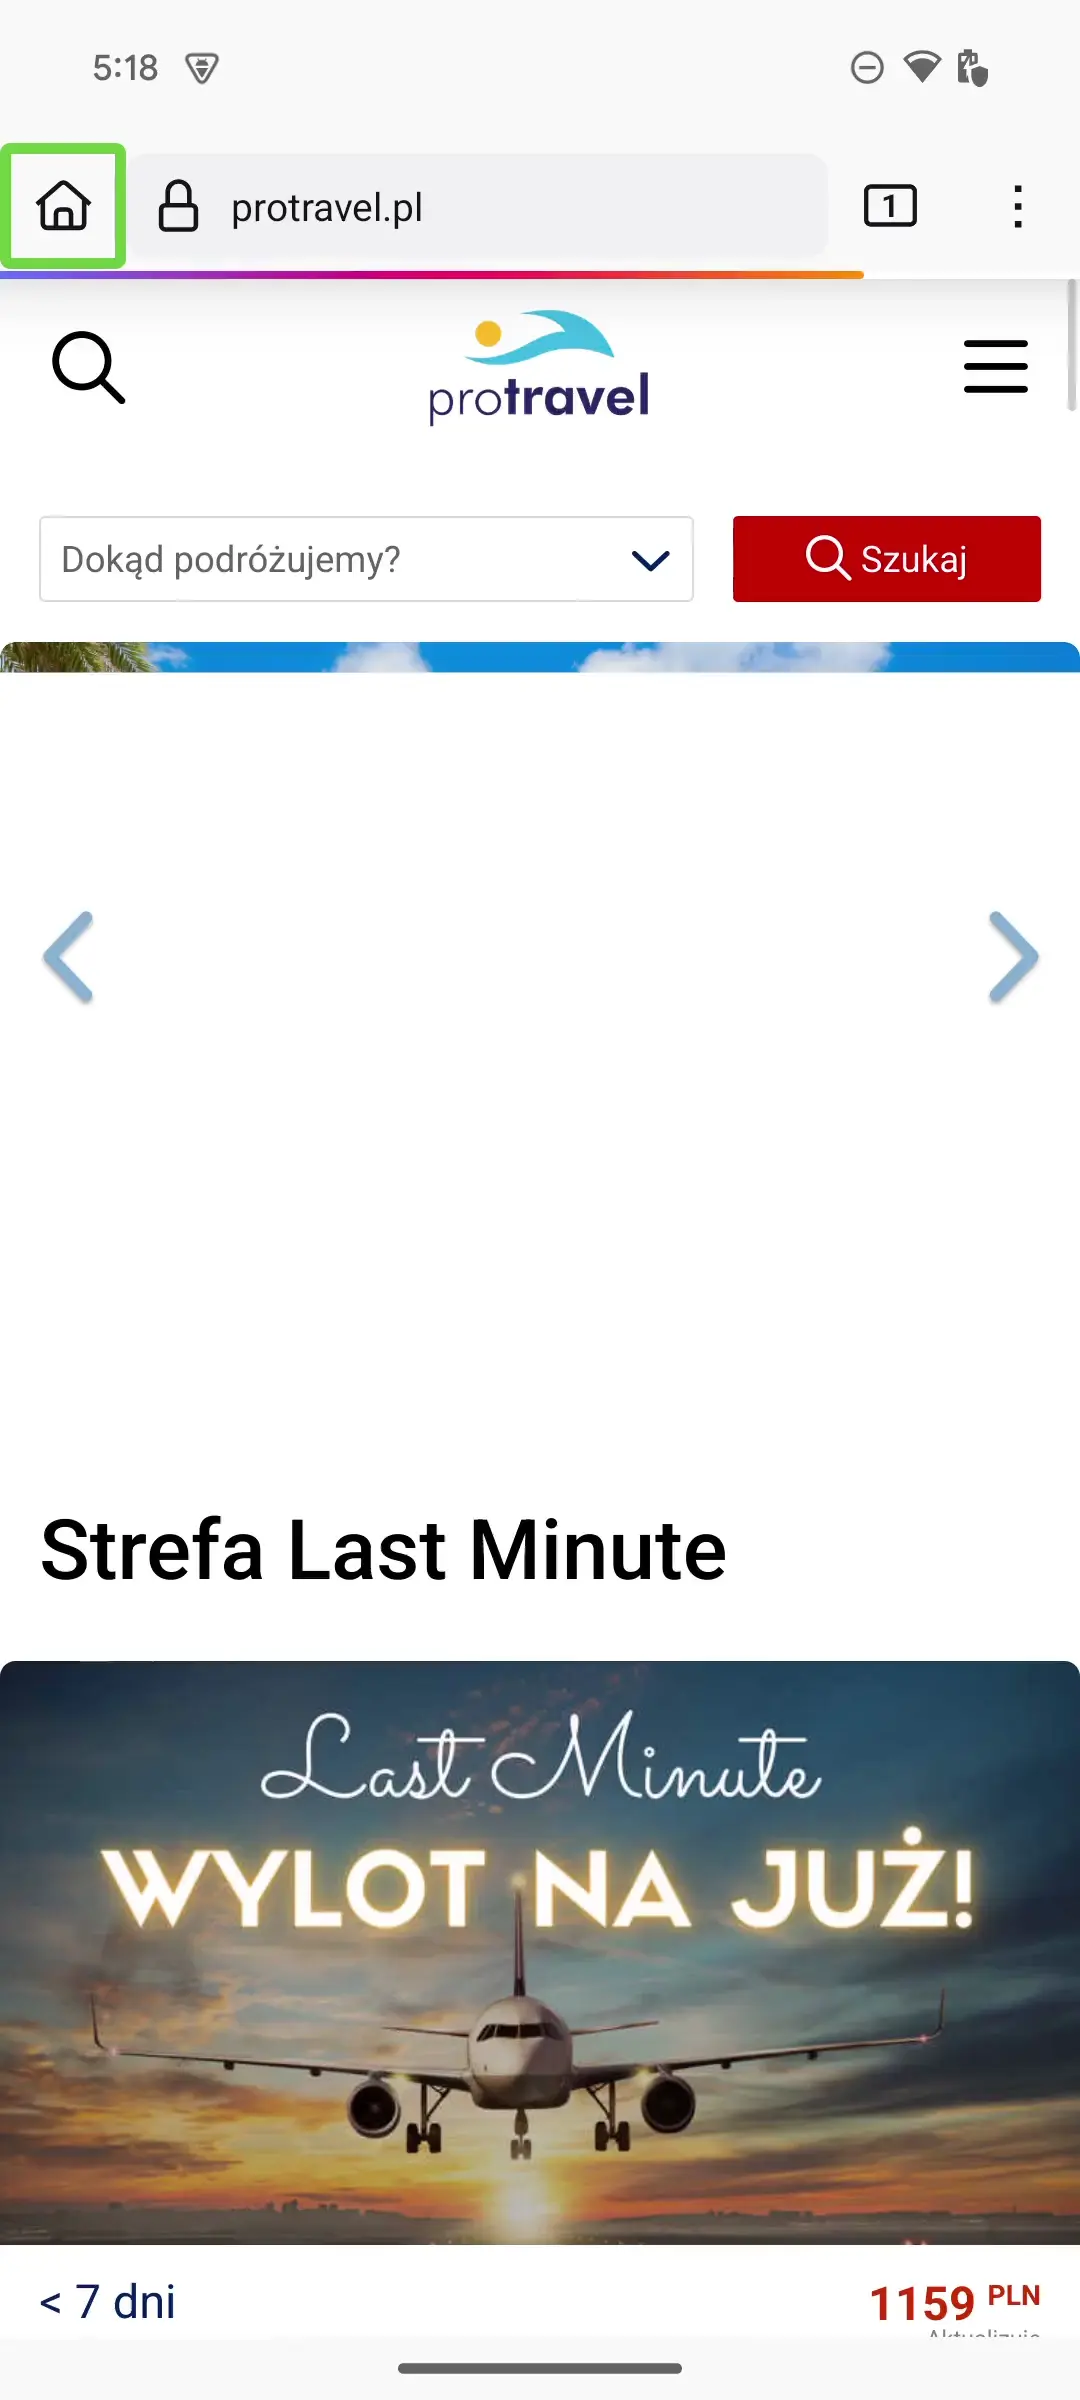 5:18
protravel.pl
1
protravel
Dokąd podróżujemy?
Szukaj
Strefa Last Minute
Last Minute
WYLOT NA JUŻ!
< 7 dni
1159 PLN